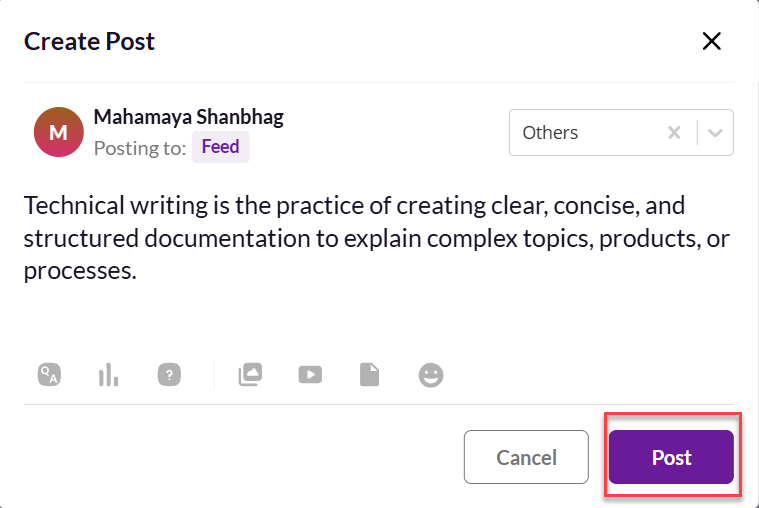 Create Post
M
Mahamaya Shanbhag
Posting to: Feed
Others
Technical writing is the practice of creating clear, concise, and
structured documentation to explain complex topics, products, or
processes.
Q A
?
Cancel
Post